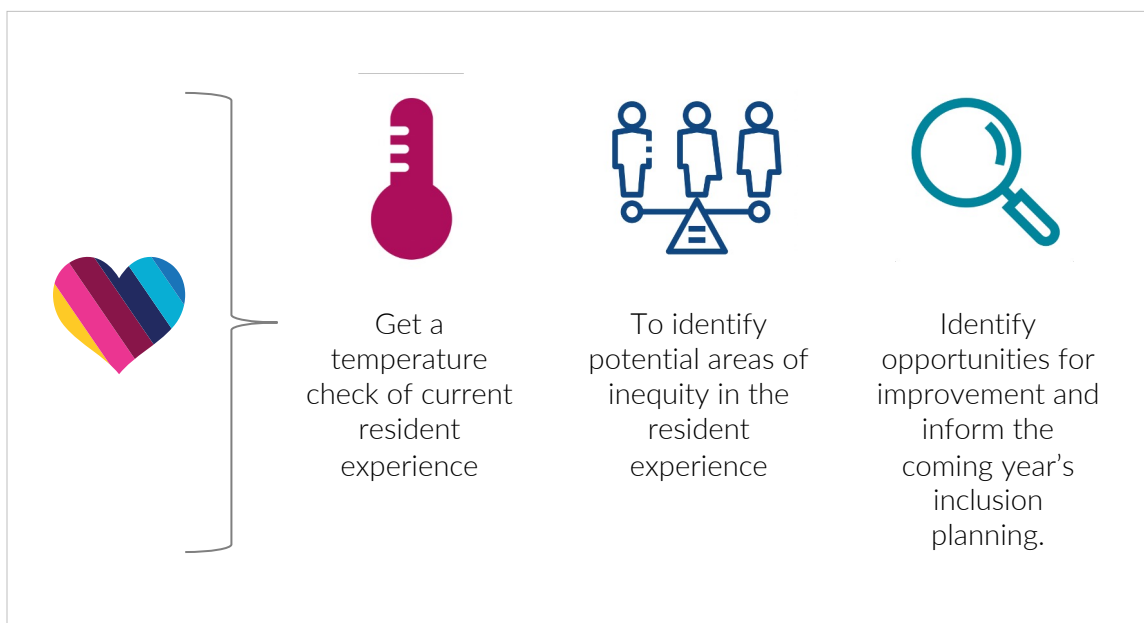 Get a
temperature
check of current
resident
experience
To identify
potential areas of
inequity in the
resident
experience
Identify
opportunities for
improvement and
inform the
coming year’s
inclusion
planning.